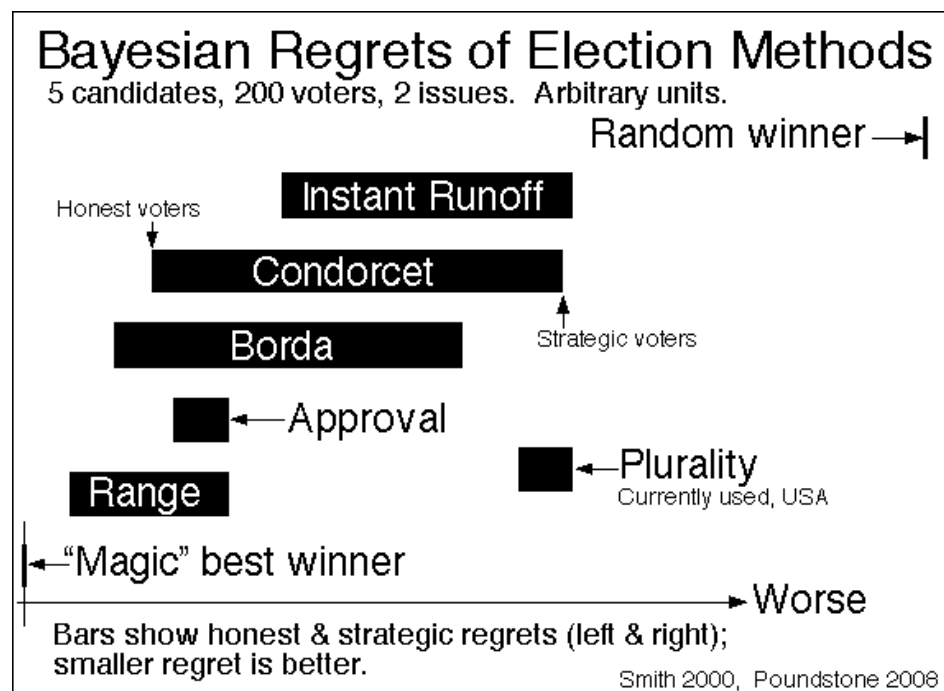 Bayesian Regrets of Election Methods
5 candidates, 200 voters, 2 issues.  Arbitrary units.
Random winner
Instant Runoff
Honest voters
Condorcet
Strategic voters
Borda
Approval
Plurality
Currently used, USA
Range
“Magic” best winner
Worse
Bars show honest & strategic regrets (left & right);
smaller regret is better.
Smith 2000,  Poundstone 2008